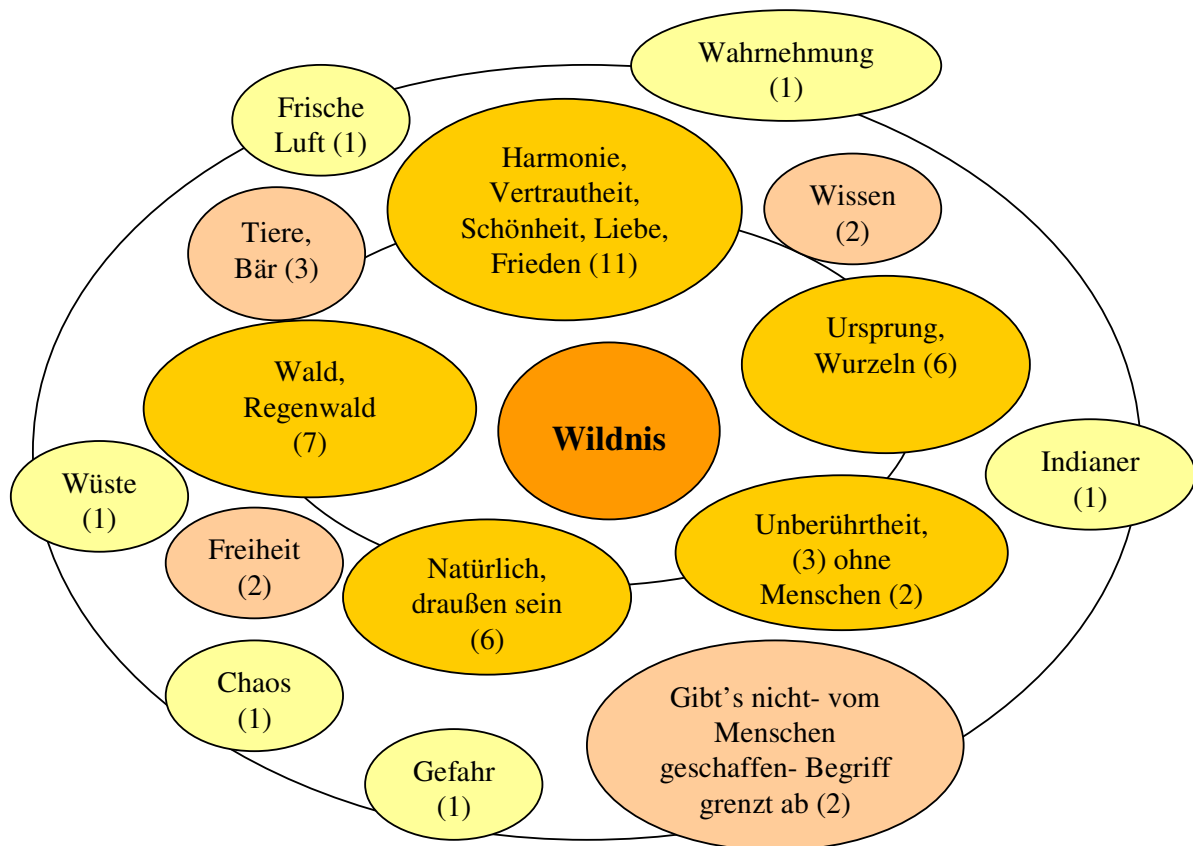 Wahrnehmung
(1)
Frische
Luft (1)
Harmonie,
Vertrautheit,
Schönheit, Liebe,
Frieden (11)
Wissen
(2)
Tiere,
Bär (3)
Ursprung,
Wurzeln (6)
Wald,
Regenwald
(7)
Wildnis
Indianer
(1)
Wüste
(1)
Unberührtheit,
(3) ohne
Menschen (2)
Freiheit
(2)
Natürlich,
draußen sein
(6)
Chaos
(1)
Gibt's nicht- vom
Menschen
geschaffen- Begriff
grenzt ab (2)
Gefahr
(1)